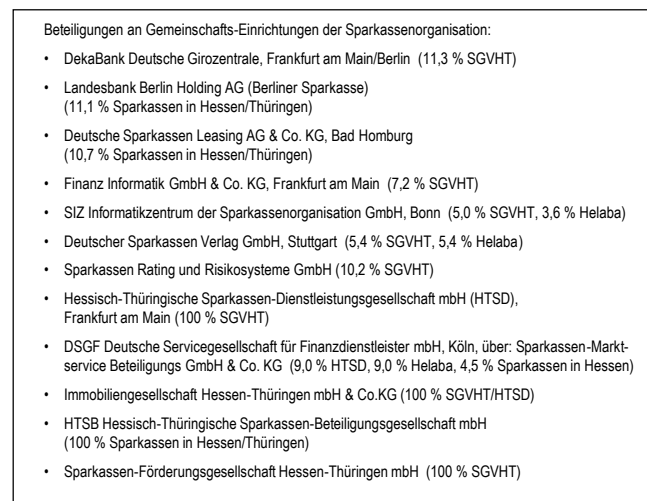 Beteiligungen an Gemeinschafts-Einrichtungen der Sparkassenorganisation:
• DekaBank Deutsche Girozentrale, Frankfurt am Main/Berlin (11,3 % SGVHT)
• Landesbank Berlin Holding AG (Berliner Sparkasse)
(11,1 % Sparkassen in Hessen/Thüringen)
• Deutsche Sparkassen Leasing AG & Co. KG, Bad Homburg
(10,7 % Sparkassen in Hessen/Thüringen)
• Finanz Informatik GmbH & Co. KG, Frankfurt am Main (7,2 % SGVHT)
• SIZ Informatikzentrum der Sparkassenorganisation GmbH, Bonn (5,0 % SGVHT, 3,6 % Helaba)
• Deutscher Sparkassen Verlag GmbH, Stuttgart (5,4 % SGVHT, 5,4 % Helaba)
• Sparkassen Rating und Risikosysteme GmbH (10,2 % SGVHT)
• Hessisch-Thüringische Sparkassen-Dienstleistungsgesellschaft mbH (HTSD),
Frankfurt am Main (100 % SGVHT)
• DSGF Deutsche Servicegesellschaft für Finanzdienstleister mbH, Köln, über: Sparkassen-Markt-
service Beteiligungs GmbH & Co. KG (9,0 % HTSD, 9,0 % Helaba, 4,5 % Sparkassen in Hessen)
• Immobiliengesellschaft Hessen-Thüringen mbH & Co.KG (100 % SGVHT/HTSD)
• HTSB Hessisch-Thüringische Sparkassen-Beteiligungsgesellschaft mbH
(100 % Sparkassen in Hessen/Thüringen)
• Sparkassen-Förderungsgesellschaft Hessen-Thüringen mbH (100 % SGVHT)